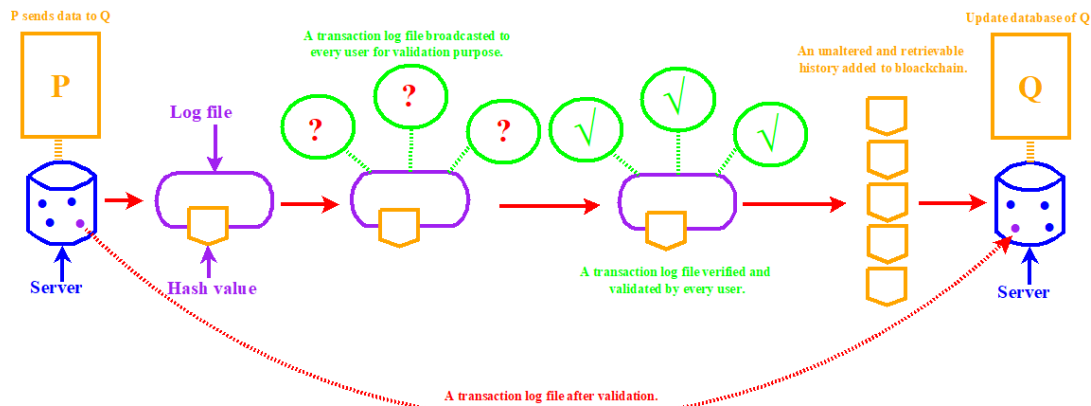 P sends data to Q
Update database of Q
A transaction log file broadcasted to
every user for validation purpose.
An unaltered and retrievable
history added to bloackchain.
P
Q
Log file
?
?
?
√
√
√
A transaction log file verified and
validated by every user.
Server
Hash value
Server
A transaction log file after validation.